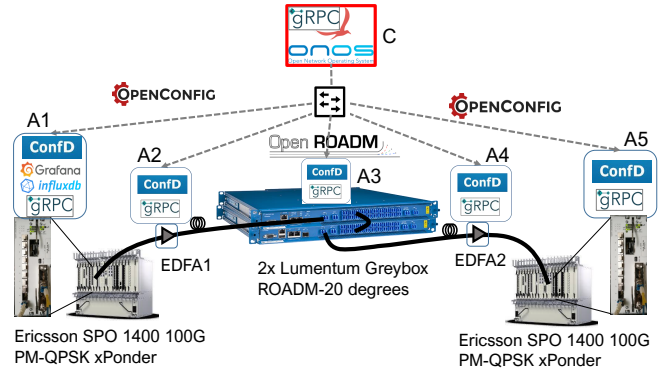 gRPC
C
onos
Open Network Operating System
OPENCONFIG
OPENCONFIG
A1
ConfD
Grafana
influxdb
gRPC
A2
ConfD
gRPC
Open ROADM
A3
ConfD
gRPC
A4
ConfD
gRPC
A5
ConfD
gRPC
EDFA1
EDFA2
2x Lumentum Greybox
ROADM-20 degrees
Ericsson SPO 1400 100G
PM-QPSK xPonder
Ericsson SPO 1400 100G
PM-QPSK xPonder